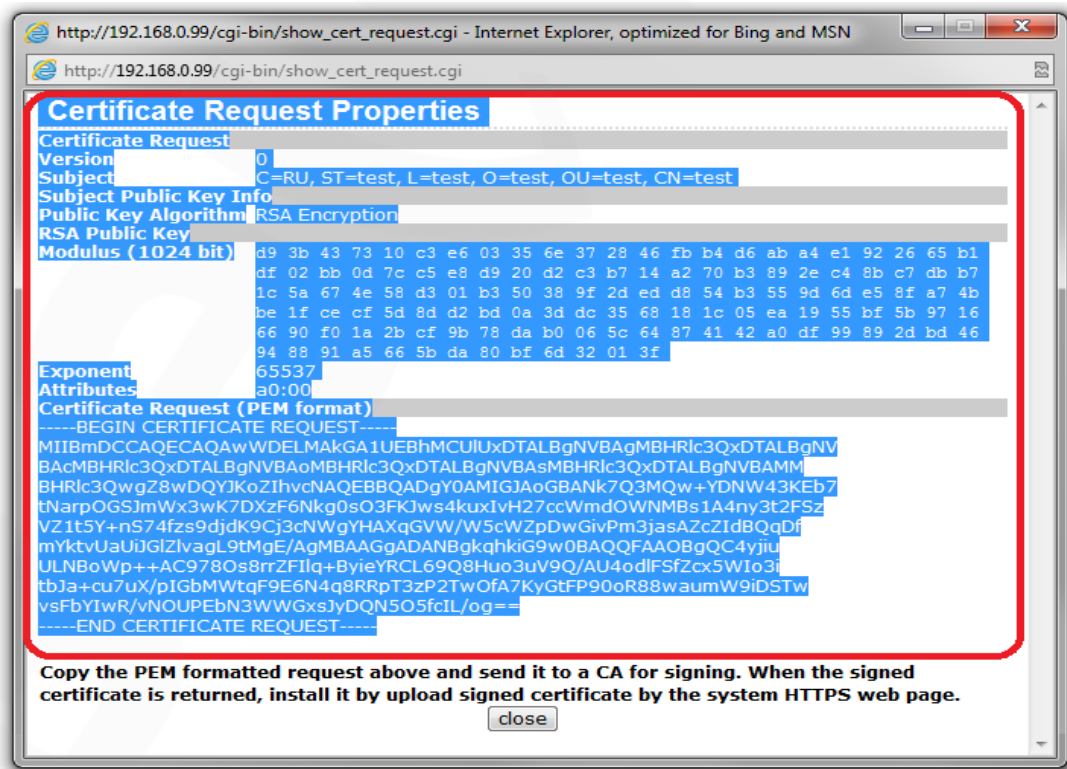 http://192.168.0.99/cgi-bin/show_cert_request.cgi - Internet Explorer, optimized for Bing and MSN
http://192.168.0.99/cgi-bin/show_cert_request.cgi
Certificate Request Properties
Certificate Request
Version 0
Subject C=RU, ST=test, L=test, O=test, OU=test, CN=test
Subject Public Key Info
Public Key Algorithm RSA Encryption
RSA Public Key
Modulus (1024 bit) d9 3b 43 73 10 c3 e6 03 35 6e 37 28 46 fb b4 d6 ab a4 e1 92 26 65 b1
df 02 bb 0d 7c c5 e8 d9 20 d2 c3 b7 14 a2 70 b3 89 2e c4 8b c7 db b7
1c 5a 67 4e 58 d3 01 b3 50 38 9f 2d ed d8 54 b3 55 9d 6d e5 8f a7 4b
be 1f ce cf 5d 8d d2 bd 0a 3d dc 35 68 18 1c 05 ea 19 55 bf 5b 97 16
66 90 f0 1a 2b cf 9b 78 da b0 06 5c 64 87 41 42 a0 df 99 89 2d bd 46
94 88 91 a5 66 5b da 80 bf 6d 32 01 3f
Exponent 65537
Attributes a0:00
Certificate Request (PEM format)
-----BEGIN CERTIFICATE REQUEST-----
MIIBmDCCAQECAQAwWDELMAkGA1UEBhMCUlUxDTALBgNVBAgMBHRlc3QxDTALBgNV
BAcMBHRlc3QxDTALBgNVBAoMBHRlc3QxDTALBgNVBAsMBHRlc3QxDTALBgNVBAMM
BHRlc3QwgZ8wDQYJKoZIhvcNAQEBBQADgY0AMIGJAoGBANk7Q3MQw+YDNW43KEb7
tNarpOGSJmWx3wK7DXzF6Nkg0sO3FKJws4kuxIvH27ccWmdOWNMBs1A4ny3t2FSz
VZ1t5Y+nS74fzs9djdK9Cj3cNWgYHAXqGVW/W5cWZpDwGivPm3jasAZcZIdBQqDf
mYktvUaUiJGlZlvagL9tMgE/AgMBAAGgADANBgkqhkiG9w0BAQQFAAOBgQC4yjiu
ULNBoWp++AC978Os8rrZFIlq+ByieYRCL69Q8Huo3uV9Q/AU4odlFSfZcx5WIo3i
tbJa+cu7uX/pIGbMWtqF9E6N4q8RRpT3zP2TwOfA7KyGtFP90oR88waumW9iDSTw
vsFbYIwR/vNOUPEbN3WWGxsJyDQN5O5fcIL/og==
-----END CERTIFICATE REQUEST-----
Copy the PEM formatted request above and send it to a CA for signing. When the signed
certificate is returned, install it by upload signed certificate by the system HTTPS web page.
close